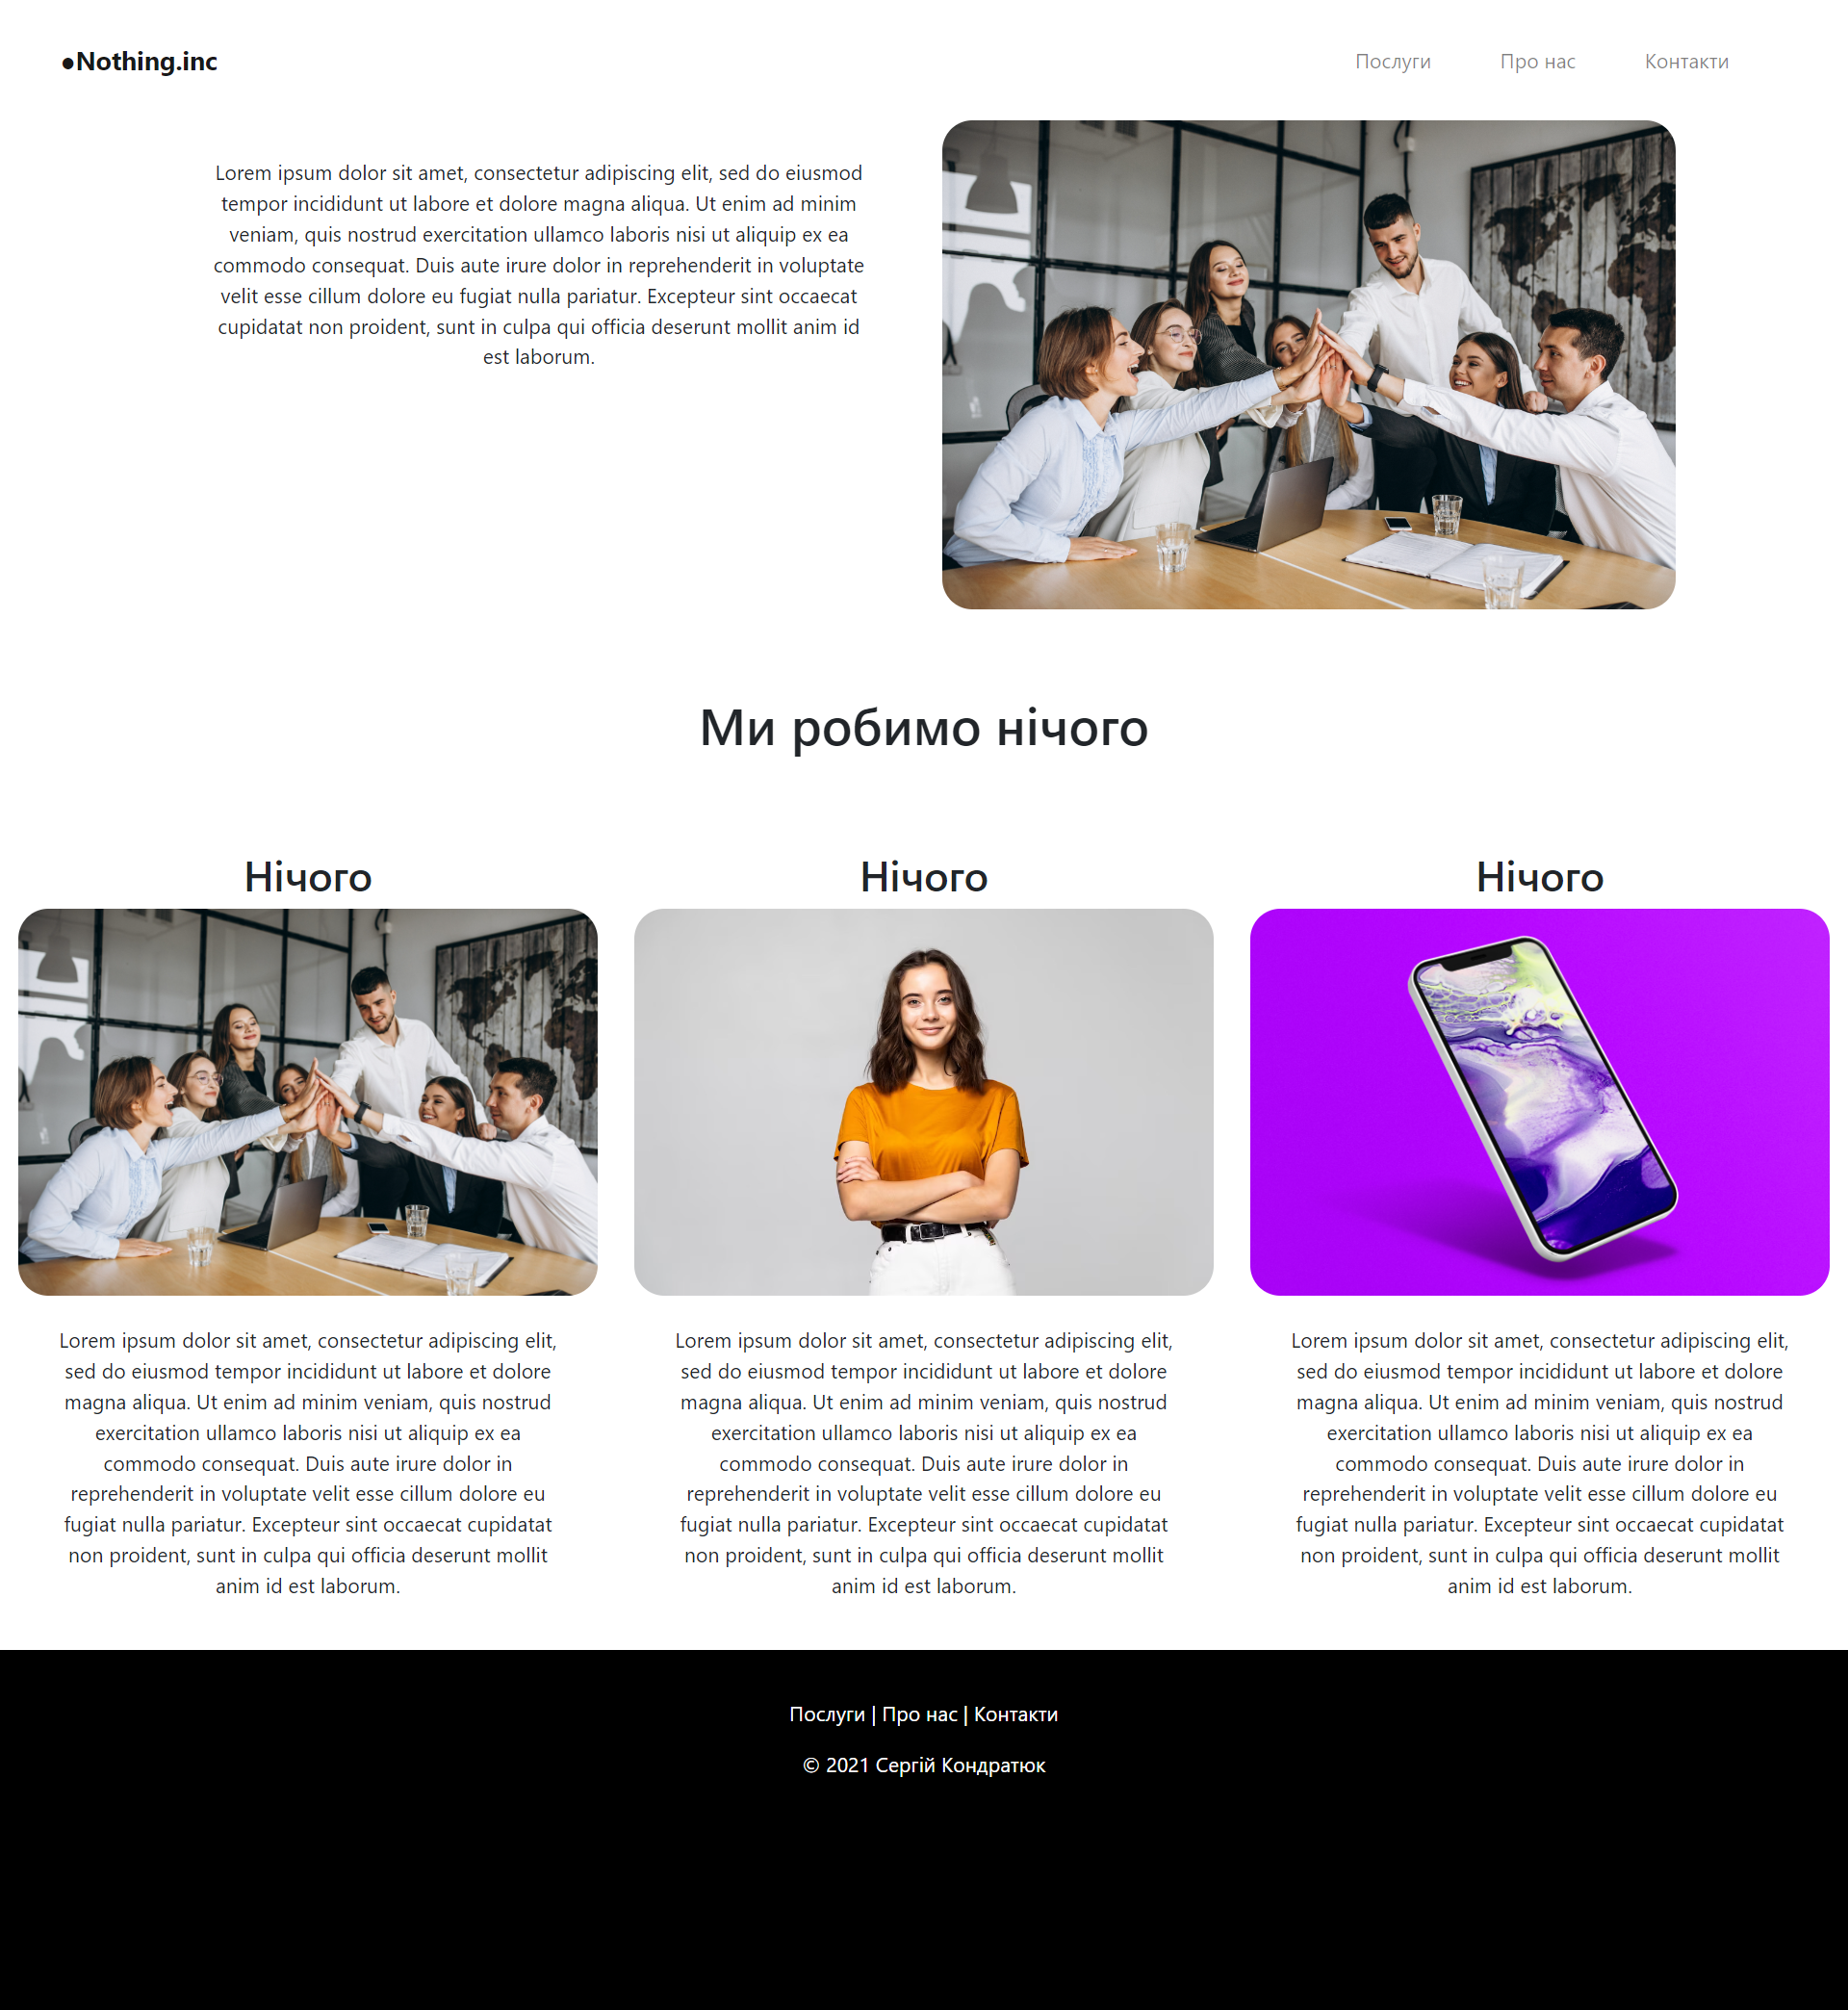 ●Nothing.inc
Послуги
Про нас
Контакти
Lorem ipsum dolor sit amet, consectetur adipiscing elit, sed do eiusmod
tempor incididunt ut labore et dolore magna aliqua. Ut enim ad minim
veniam, quis nostrud exercitation ullamco laboris nisi ut aliquip ex ea
commodo consequat. Duis aute irure dolor in reprehenderit in voluptate
velit esse cillum dolore eu fugiat nulla pariatur. Excepteur sint occaecat
cupidatat non proident, sunt in culpa qui officia deserunt mollit anim id
est laborum.
Ми робимо нічого
Нічого
Lorem ipsum dolor sit amet, consectetur adipiscing elit,
sed do eiusmod tempor incididunt ut labore et dolore
magna aliqua. Ut enim ad minim veniam, quis nostrud
exercitation ullamco laboris nisi ut aliquip ex ea
commodo consequat. Duis aute irure dolor in
reprehenderit in voluptate velit esse cillum dolore eu
fugiat nulla pariatur. Excepteur sint occaecat cupidatat
non proident, sunt in culpa qui officia deserunt mollit
anim id est laborum.
Нічого
Lorem ipsum dolor sit amet, consectetur adipiscing elit,
sed do eiusmod tempor incididunt ut labore et dolore
magna aliqua. Ut enim ad minim veniam, quis nostrud
exercitation ullamco laboris nisi ut aliquip ex ea
commodo consequat. Duis aute irure dolor in
reprehenderit in voluptate velit esse cillum dolore eu
fugiat nulla pariatur. Excepteur sint occaecat cupidatat
non proident, sunt in culpa qui officia deserunt mollit
anim id est laborum.
Нічого
Lorem ipsum dolor sit amet, consectetur adipiscing elit,
sed do eiusmod tempor incididunt ut labore et dolore
magna aliqua. Ut enim ad minim veniam, quis nostrud
exercitation ullamco laboris nisi ut aliquip ex ea
commodo consequat. Duis aute irure dolor in
reprehenderit in voluptate velit esse cillum dolore eu
fugiat nulla pariatur. Excepteur sint occaecat cupidatat
non proident, sunt in culpa qui officia deserunt mollit
anim id est laborum.
Послуги | Про нас | Контакти
© 2021 Сергій Кондратюк